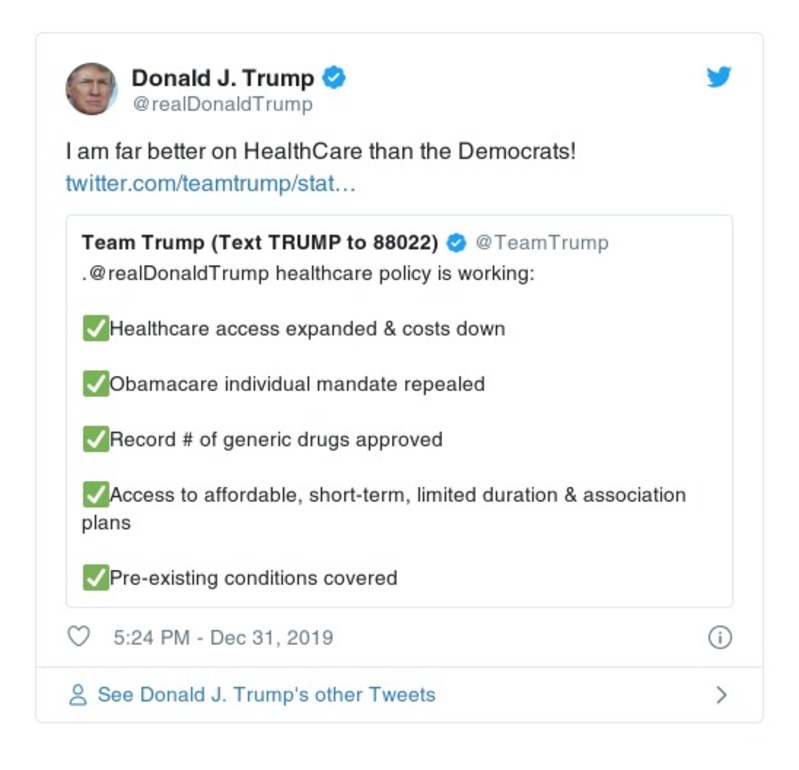 Donald J. Trump
@realDonaldTrump
I am far better on HealthCare than the Democrats!
twitter.com/teamtrump/stat…
Team Trump (Text TRUMP to 88022) @TeamTrump
.@realDonaldTrump healthcare policy is working:
✅Healthcare access expanded & costs down
✅Obamacare individual mandate repealed
✅Record # of generic drugs approved
✅Access to affordable, short-term, limited duration & association
plans
✅Pre-existing conditions covered
5:24 PM - Dec 31, 2019
See Donald J. Trump's other Tweets